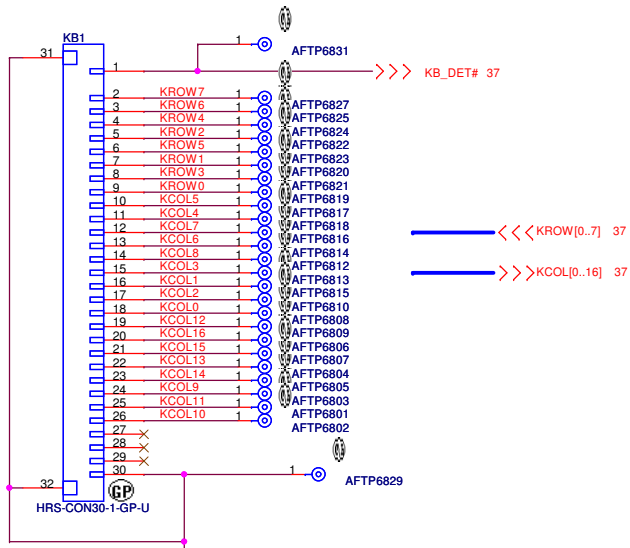 KB1
31 1 AFTP6831
1 KB_DET# 37
2 KROW7 1 AFTP6827
3 KROW6 1 AFTP6825
4 KROW4 1 AFTP6824
5 KROW2 1 AFTP6822
6 KROW5 1 AFTP6823
7 KROW1 1 AFTP6820
8 KROW3 1 AFTP6821
9 KROW0 1 AFTP6819
10 KCOL5 1 AFTP6817
11 KCOL4 1 AFTP6818
12 KCOL7 1 AFTP6816
KROW[0..7] 37
13 KCOL6 1 AFTP6814
14 KCOL8 1 AFTP6812
15 KCOL3 1 AFTP6813
KCOL[0..16] 37
16 KCOL1 1 AFTP6815
17 KCOL2 1 AFTP6810
18 KCOL0 1 AFTP6808
19 KCOL12 1 AFTP6809
20 KCOL16 1 AFTP6806
21 KCOL15 1 AFTP6807
22 KCOL13 1 AFTP6804
23 KCOL14 1 AFTP6805
24 KCOL9 1 AFTP6803
25 KCOL11 1 AFTP6801
26 KCOL10 1 AFTP6802
27
28
29
30 1 AFTP6829
32 GP
HRS-CON30-1-GP-U